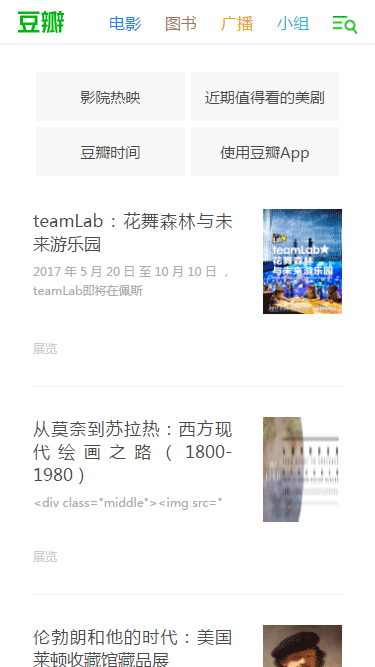 豆瓣 电影 图书 广播 小组
影院热映 近期值得看的美剧
豆瓣时间 使用豆瓣App
teamLab：花舞森林与未
来游乐园
2017 年 5 月 20 日 至 10 月 10 日 ，
teamLab即将在佩斯
teamLab★
花舞森林
与未来游乐园
展览
从莫奈到苏拉热：西方现
代绘画之路（1800-
1980）
<div class="middle"><img src="
展览
伦勃朗和他的时代：美国
莱顿收藏馆藏品展